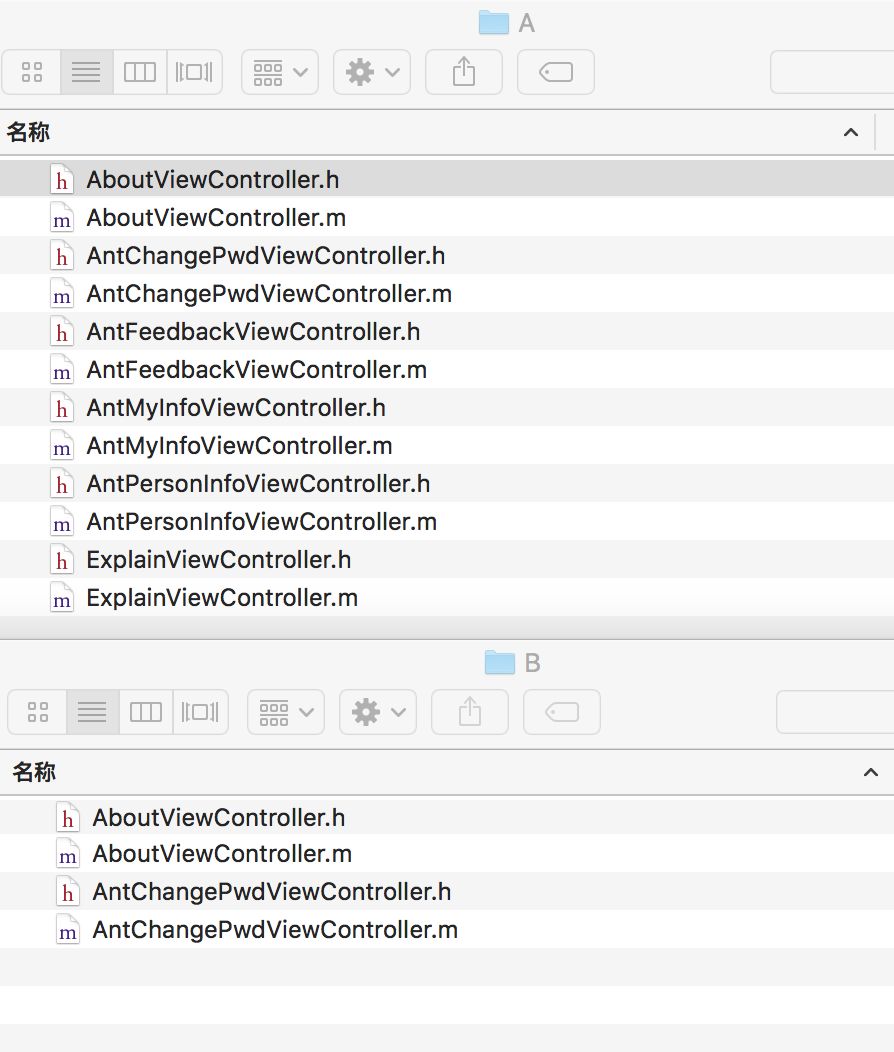 A
名称
h AboutViewController.h
m AboutViewController.m
h AntChangePwdViewController.h
m AntChangePwdViewController.m
h AntFeedbackViewController.h
m AntFeedbackViewController.m
h AntMyInfoViewController.h
m AntMyInfoViewController.m
h AntPersonInfoViewController.h
m AntPersonInfoViewController.m
h ExplainViewController.h
m ExplainViewController.m
B
名称
h AboutViewController.h
m AboutViewController.m
h AntChangePwdViewController.h
m AntChangePwdViewController.m